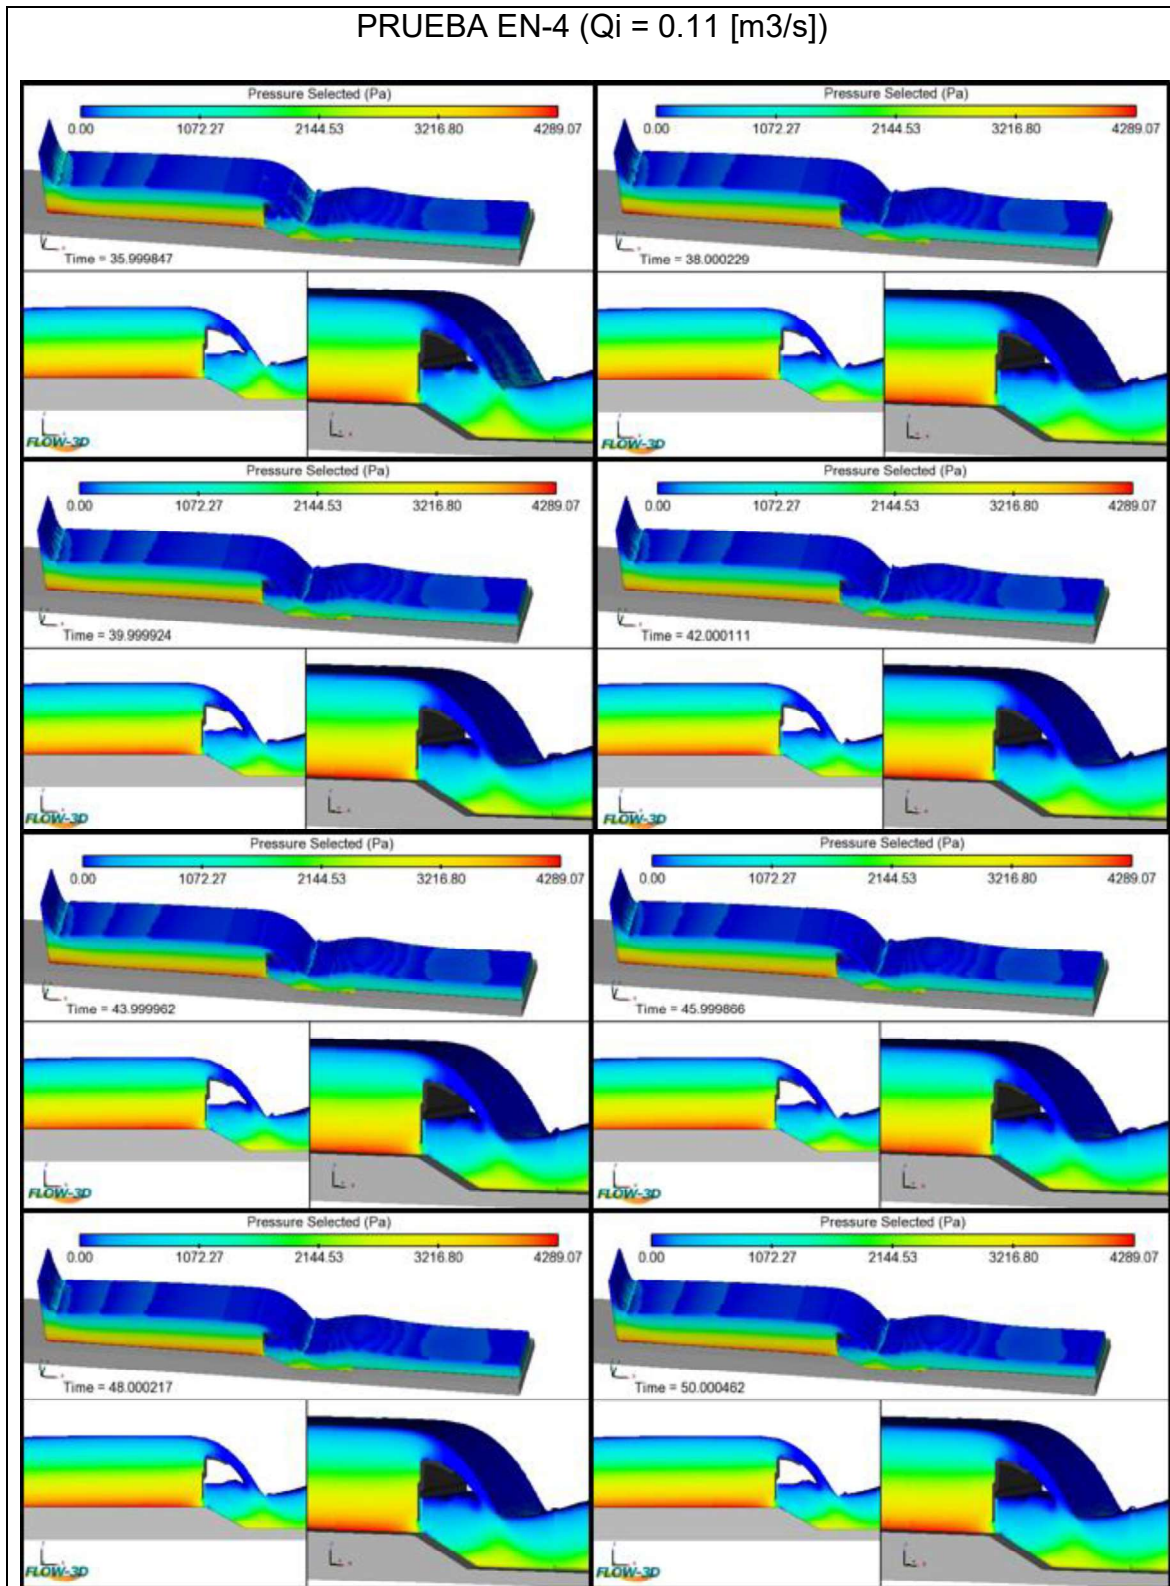 PRUEBA EN-4 (Qi = 0.11 [m3/s])
Pressure Selected (Pa)
0.00 1072.27 2144.53 3216.80 4289.07
Time = 35.999847
FLOW-3D
Pressure Selected (Pa)
0.00 1072.27 2144.53 3216.80 4289.07
Time = 38.000229
FLOW-3D
Pressure Selected (Pa)
0.00 1072.27 2144.53 3216.80 4289.07
Time = 39.999924
FLOW-3D
Pressure Selected (Pa)
0.00 1072.27 2144.53 3216.80 4289.07
Time = 42.000111
FLOW-3D
Pressure Selected (Pa)
0.00 1072.27 2144.53 3216.80 4289.07
Time = 43.999962
FLOW-3D
Pressure Selected (Pa)
0.00 1072.27 2144.53 3216.80 4289.07
Time = 45.999866
FLOW-3D
Pressure Selected (Pa)
0.00 1072.27 2144.53 3216.80 4289.07
Time = 48.000217
FLOW-3D
Pressure Selected (Pa)
0.00 1072.27 2144.53 3216.80 4289.07
Time = 50.000462
FLOW-3D